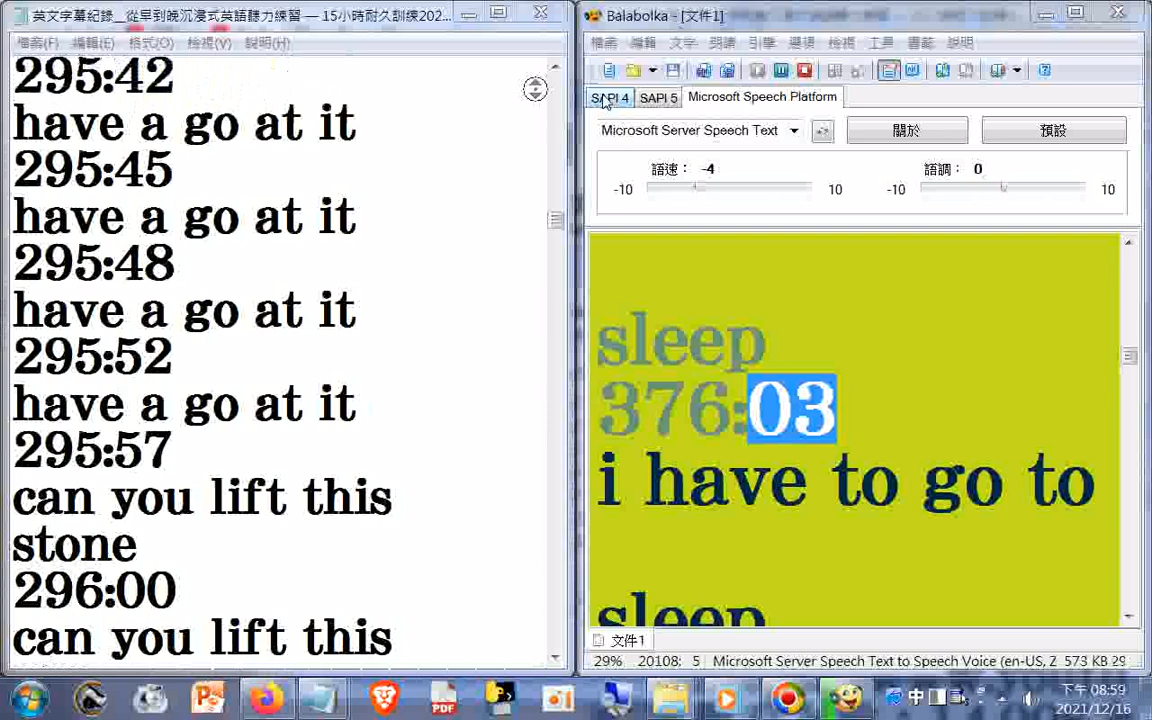 英文字幕紀錄__從早到晚沉浸式英語聽力練習 — 15小時耐久訓練202...
檔案(F) 編輯(E) 格式(O) 檢視(V) 說明(H)
295:42
have a go at it
295:45
have a go at it
295:48
have a go at it
295:52
have a go at it
295:57
can you lift this
stone
296:00
can you lift this
Balabolka - [文件1]
檔案 編輯 文字 朗讀 引擎 選項 檢視 工具 書籤 說明
SAPI 4 SAPI 5 Microsoft Speech Platform
Microsoft Server Speech Text 關於 預設
語速： -4 語調： 0
-10 10 -10 10
sleep
376:03
i have to go to
sleep
文件1
29% 20108: 5 Microsoft Server Speech Text to Speech Voice (en-US, Z 573 KB 29
PDF 中 下午 08:59
2021/12/16